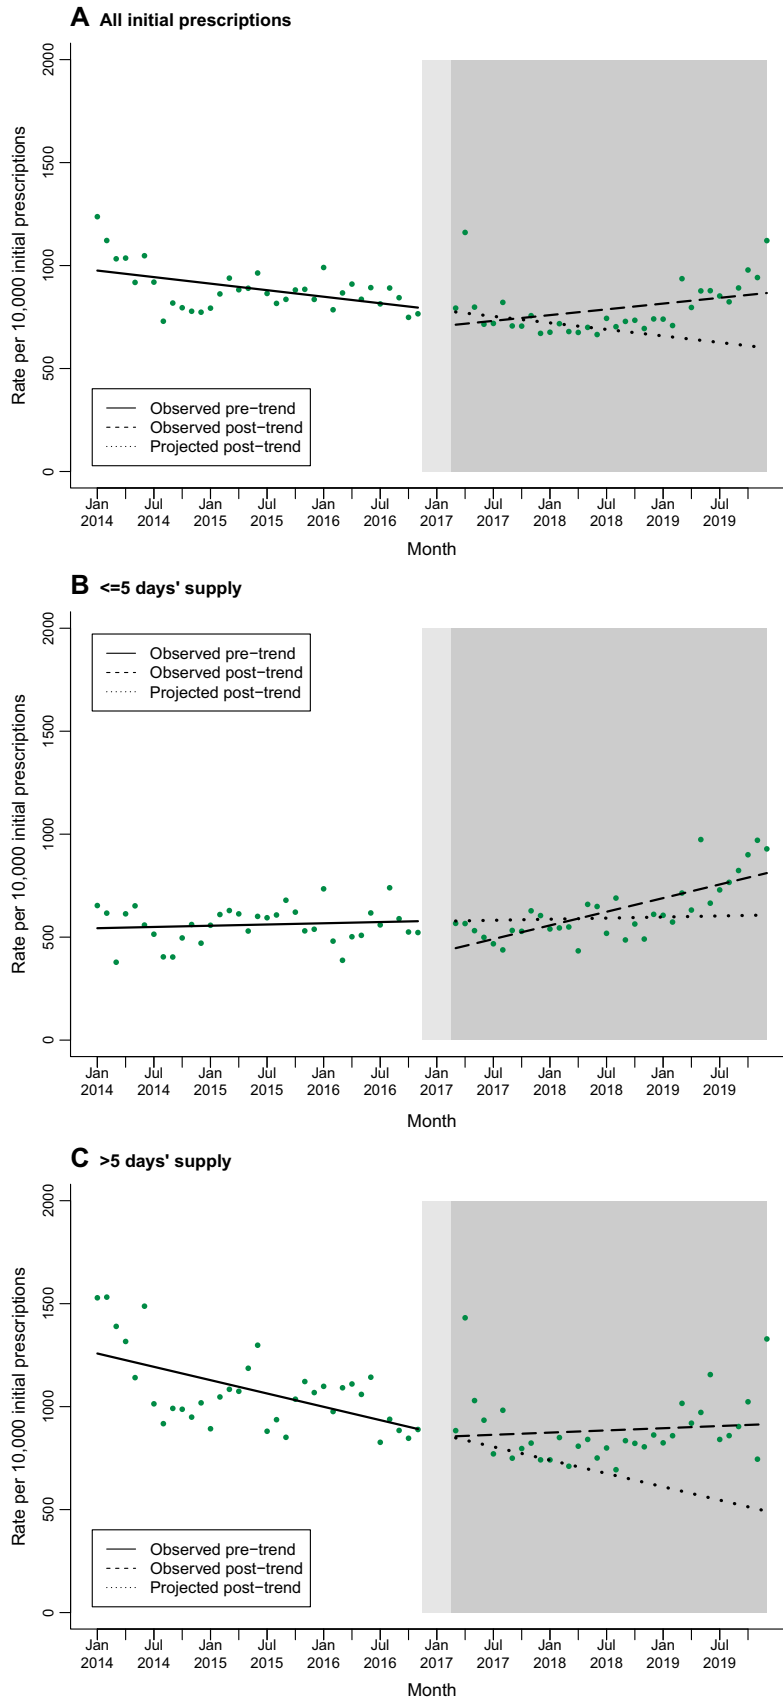 A All initial prescriptions
Rate per 10,000 initial prescriptions
2000
1500
1000
500
0
Observed pre−trend
Observed post−trend
Projected post−trend
Jan Jul Jan Jul Jan Jul Jan Jul Jan Jul Jan Jul
2014 2014 2015 2015 2016 2016 2017 2017 2018 2018 2019 2019
Month
B <=5 days' supply
Rate per 10,000 initial prescriptions
2000
1500
1000
500
0
Observed pre−trend
Observed post−trend
Projected post−trend
Jan Jul Jan Jul Jan Jul Jan Jul Jan Jul Jan Jul
2014 2014 2015 2015 2016 2016 2017 2017 2018 2018 2019 2019
Month
C >5 days' supply
Rate per 10,000 initial prescriptions
2000
1500
1000
500
0
Observed pre−trend
Observed post−trend
Projected post−trend
Jan Jul Jan Jul Jan Jul Jan Jul Jan Jul Jan Jul
2014 2014 2015 2015 2016 2016 2017 2017 2018 2018 2019 2019
Month